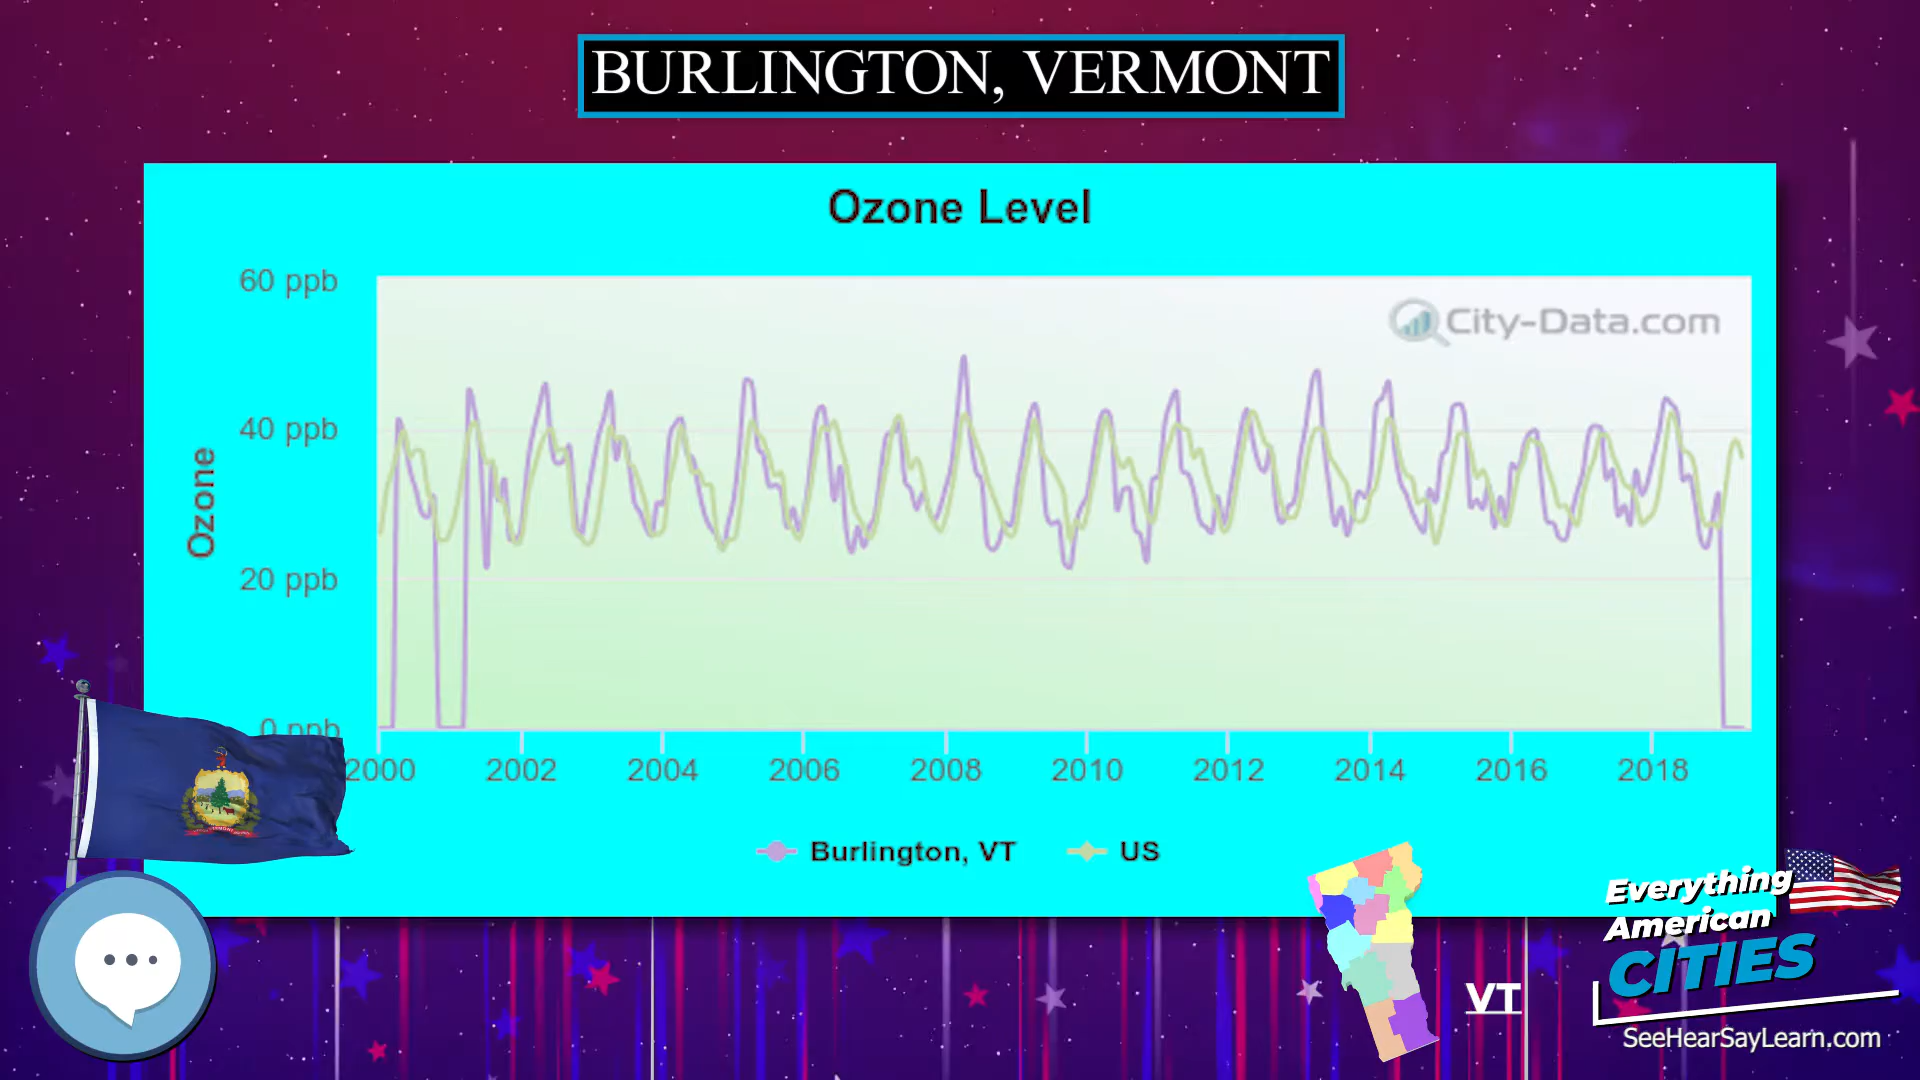 BURLINGTON, VERMONT
Ozone Level
60 ppb
City-Data.com
40 ppb
Ozone
20 ppb
0 ppb
2000 2002 2004 2006 2008 2010 2012 2014 2016 2018
Burlington, VT US
Everything
American
CITIES
VT
SeeHearSayLearn.com